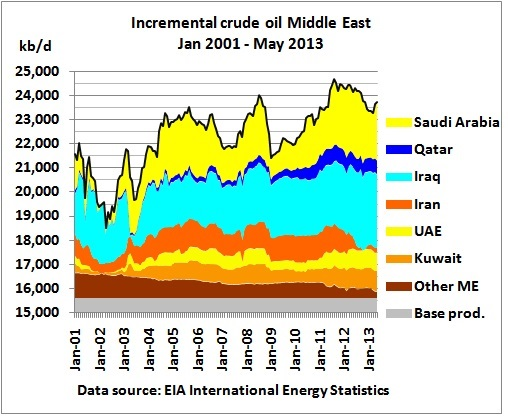 Incremental crude oil Middle East
Jan 2001 - May 2013
kb/d
25,000
24,000
23,000
22,000
21,000
20,000
19,000
18,000
17,000
16,000
15,000
Saudi Arabia
Qatar
Iraq
Iran
UAE
Kuwait
Other ME
Base prod.
Jan-01
Jan-02
Jan-03
Jan-04
Jan-05
Jan-06
Jan-07
Jan-08
Jan-09
Jan-10
Jan-11
Jan-12
Jan-13
Data source: EIA International Energy Statistics